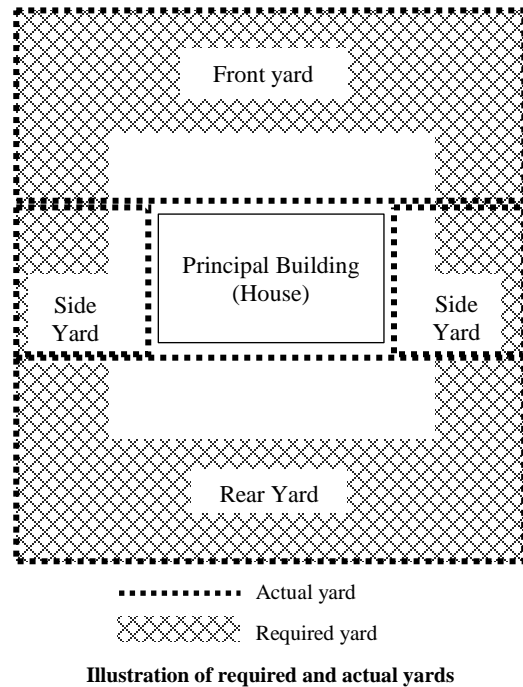 Front yard
Principal Building
(House)
Side
Yard
Side
Yard
Rear Yard
Actual yard
Required yard
Illustration of required and actual yards